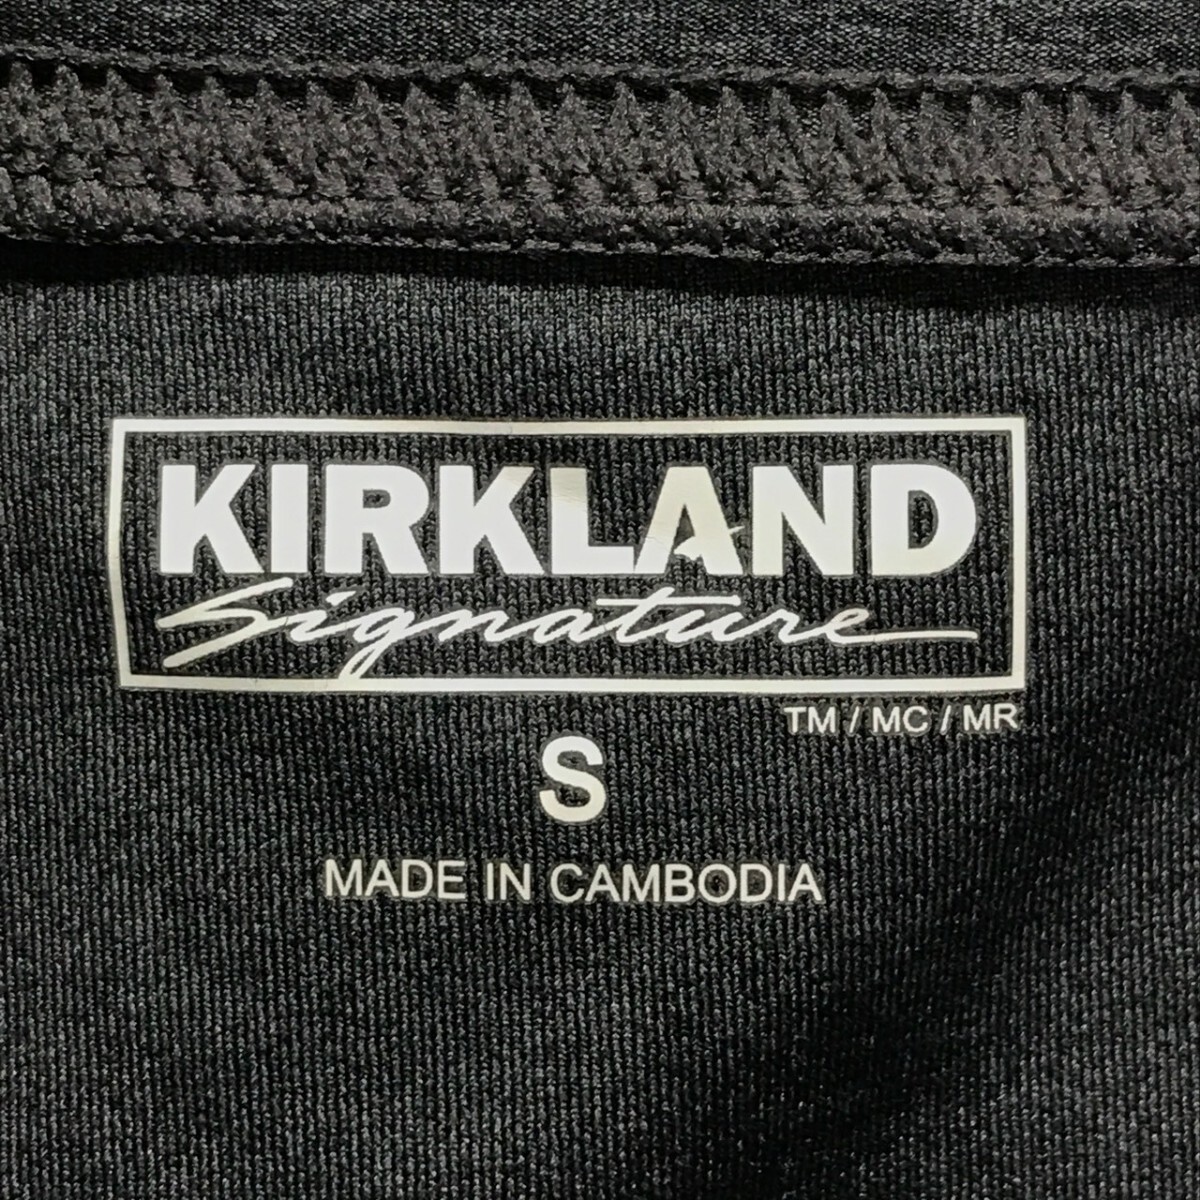 KIRKLAND
Signature
TM / MC / MR
S
MADE IN CAMBODIA